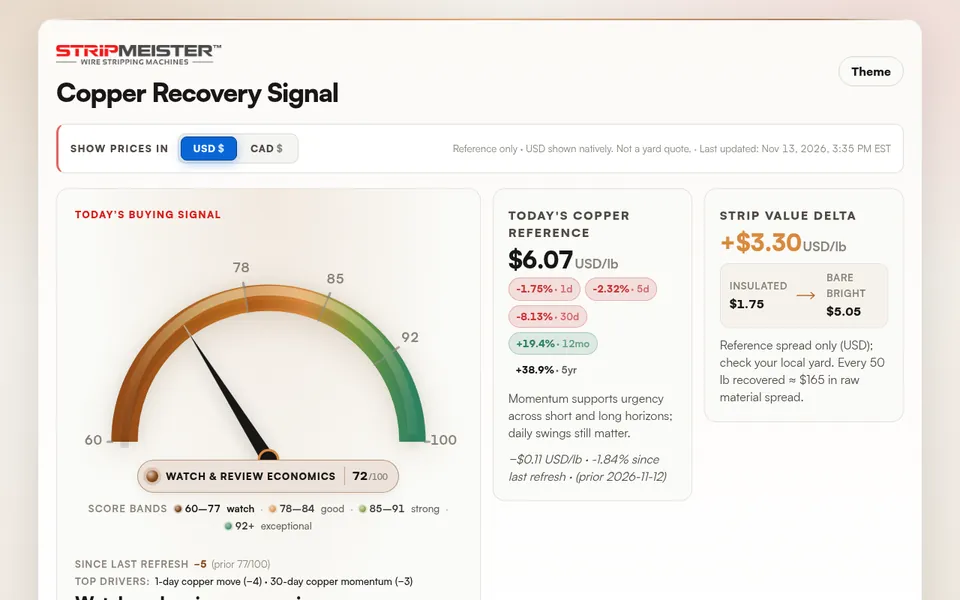 STRiPMEISTER™
WIRE STRIPPING MACHINES
Copper Recovery Signal
Theme
SHOW PRICES IN USD $ CAD $
Reference only · USD shown natively. Not a yard quote. · Last updated: Nov 13, 2026, 3:35 PM EST
TODAY'S BUYING SIGNAL
78
85
92
60
100
WATCH & REVIEW ECONOMICS 72/100
SCORE BANDS 60–77 watch · 78–84 good · 85–91 strong ·
92+ exceptional
SINCE LAST REFRESH −5 (prior 77/100)
TOP DRIVERS: 1-day copper move (−4) · 30-day copper momentum (−3)
TODAY'S COPPER
REFERENCE
$6.07 USD/lb
-1.75% · 1d -2.32% · 5d
-8.13% · 30d
+19.4% · 12mo
+38.9% · 5yr
Momentum supports urgency
across short and long horizons;
daily swings still matter.
−$0.11 USD/lb · -1.84% since
last refresh · (prior 2026-11-12)
STRIP VALUE DELTA
+$3.30 USD/lb
INSULATED
$1.75
→
BARE
BRIGHT
$5.05
Reference spread only (USD);
check your local yard. Every 50
lb recovered ≈ $165 in raw
material spread.